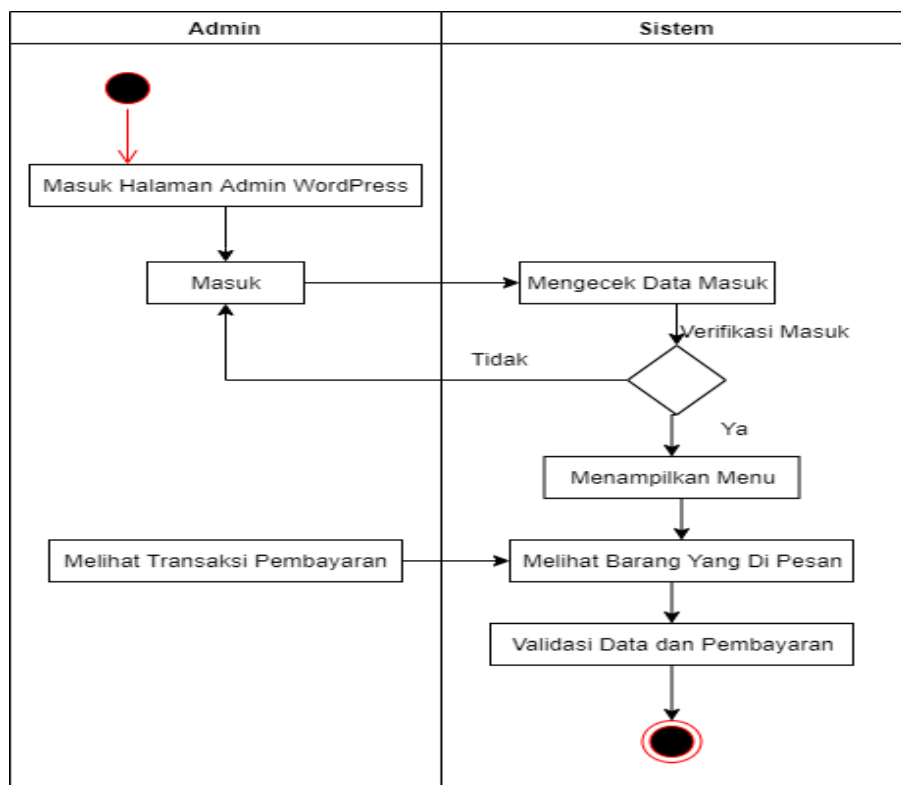 Admin
Sistem
Masuk Halaman Admin WordPress
Masuk
Mengecek Data Masuk
Verifikasi Masuk
Tidak
Ya
Menampilkan Menu
Melihat Transaksi Pembayaran
Melihat Barang Yang Di Pesan
Validasi Data dan Pembayaran